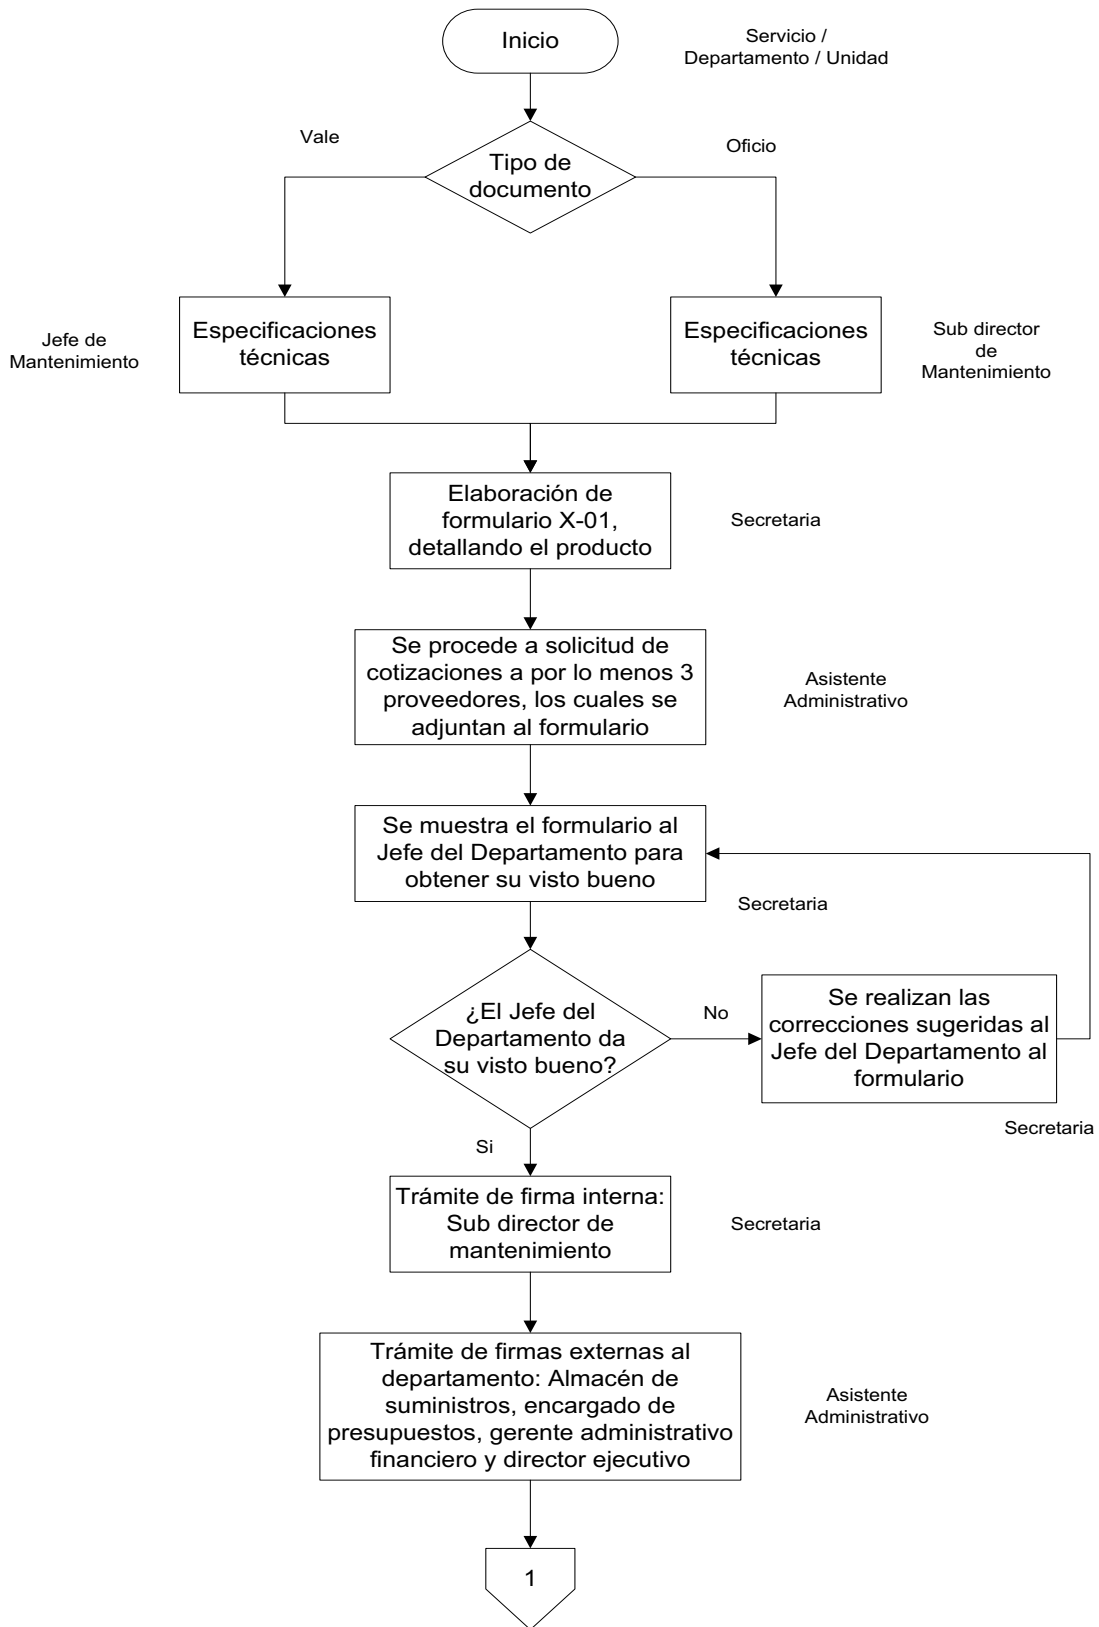 Inicio
Servicio /
Departamento / Unidad
Vale
Oficio
Tipo de
documento
Jefe de
Mantenimiento
Especificaciones
técnicas
Especificaciones
técnicas
Sub director
de
Mantenimiento
Elaboración de
formulario X-01,
detallando el producto
Secretaria
Se procede a solicitud de
cotizaciones a por lo menos 3
proveedores, los cuales se
adjuntan al formulario
Asistente
Administrativo
Se muestra el formulario al
Jefe del Departamento para
obtener su visto bueno
Secretaria
¿El Jefe del
Departamento da
su visto bueno?
No
Se realizan las
correcciones sugeridas al
Jefe del Departamento al
formulario
Secretaria
Si
Trámite de firma interna:
Sub director de
mantenimiento
Secretaria
Trámite de firmas externas al
departamento: Almacén de
suministros, encargado de
presupuestos, gerente administrativo
financiero y director ejecutivo
Asistente
Administrativo
1